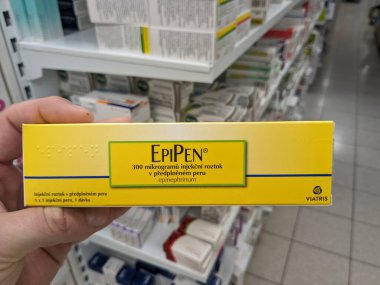 EPIPEN®
300 mikrogramů injekční roztok
v předplněném peru
epinephrinum
Injekční roztok v předplněném peru
1 x 1 injekční pero, 1 dávka
VIATRIS